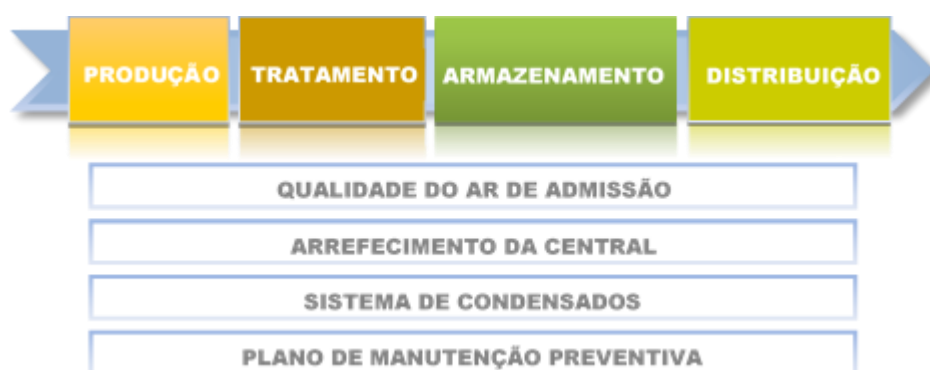 PRODUÇÃO TRATAMENTO ARMAZENAMENTO DISTRIBUIÇÃO
QUALIDADE DO AR DE ADMISSÃO
ARREFECIMENTO DA CENTRAL
SISTEMA DE CONDENSADOS
PLANO DE MANUTENÇÃO PREVENTIVA